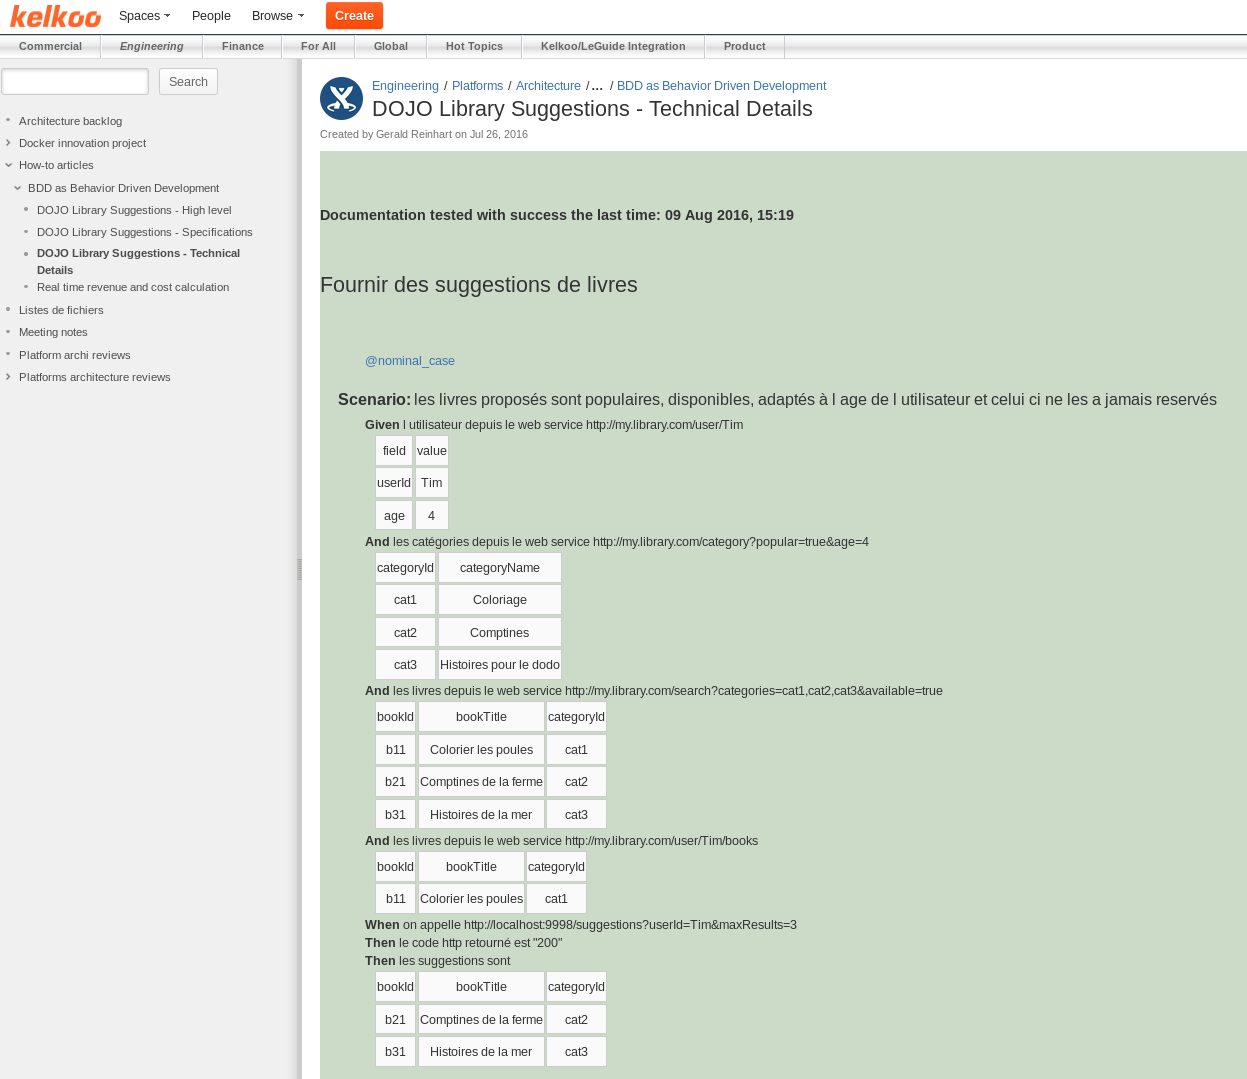 kelkoo Spaces People Browse Create
Commercial Engineering Finance For All Global Hot Topics Kelkoo/LeGuide Integration Product
Search
Architecture backlog
Docker innovation project
How-to articles
BDD as Behavior Driven Development
DOJO Library Suggestions - High level
DOJO Library Suggestions - Specifications
DOJO Library Suggestions - Technical
Details
Real time revenue and cost calculation
Listes de fichiers
Meeting notes
Platform archi reviews
Platforms architecture reviews
Engineering / Platforms / Architecture /... / BDD as Behavior Driven Development
DOJO Library Suggestions - Technical Details
Created by Gerald Reinhart on Jul 26, 2016
Documentation tested with success the last time: 09 Aug 2016, 15:19
Fournir des suggestions de livres
@nominal_case
Scenario: les livres proposés sont populaires, disponibles, adaptés à l age de l utilisateur et celui ci ne les a jamais reservés
Given l utilisateur depuis le web service http://my.library.com/user/Tim
field value
userId Tim
age 4
And les catégories depuis le web service http://my.library.com/category?popular=true&age=4
categoryId categoryName
cat1 Coloriage
cat2 Comptines
cat3 Histoires pour le dodo
And les livres depuis le web service http://my.library.com/search?categories=cat1,cat2,cat3&available=true
bookId bookTitle categoryId
b11 Colorier les poules cat1
b21 Comptines de la ferme cat2
b31 Histoires de la mer cat3
And les livres depuis le web service http://my.library.com/user/Tim/books
bookId bookTitle categoryId
b11 Colorier les poules cat1
When on appelle http://localhost:9998/suggestions?userId=Tim&maxResults=3
Then le code http retourné est "200"
Then les suggestions sont
bookId bookTitle categoryId
b21 Comptines de la ferme cat2
b31 Histoires de la mer cat3